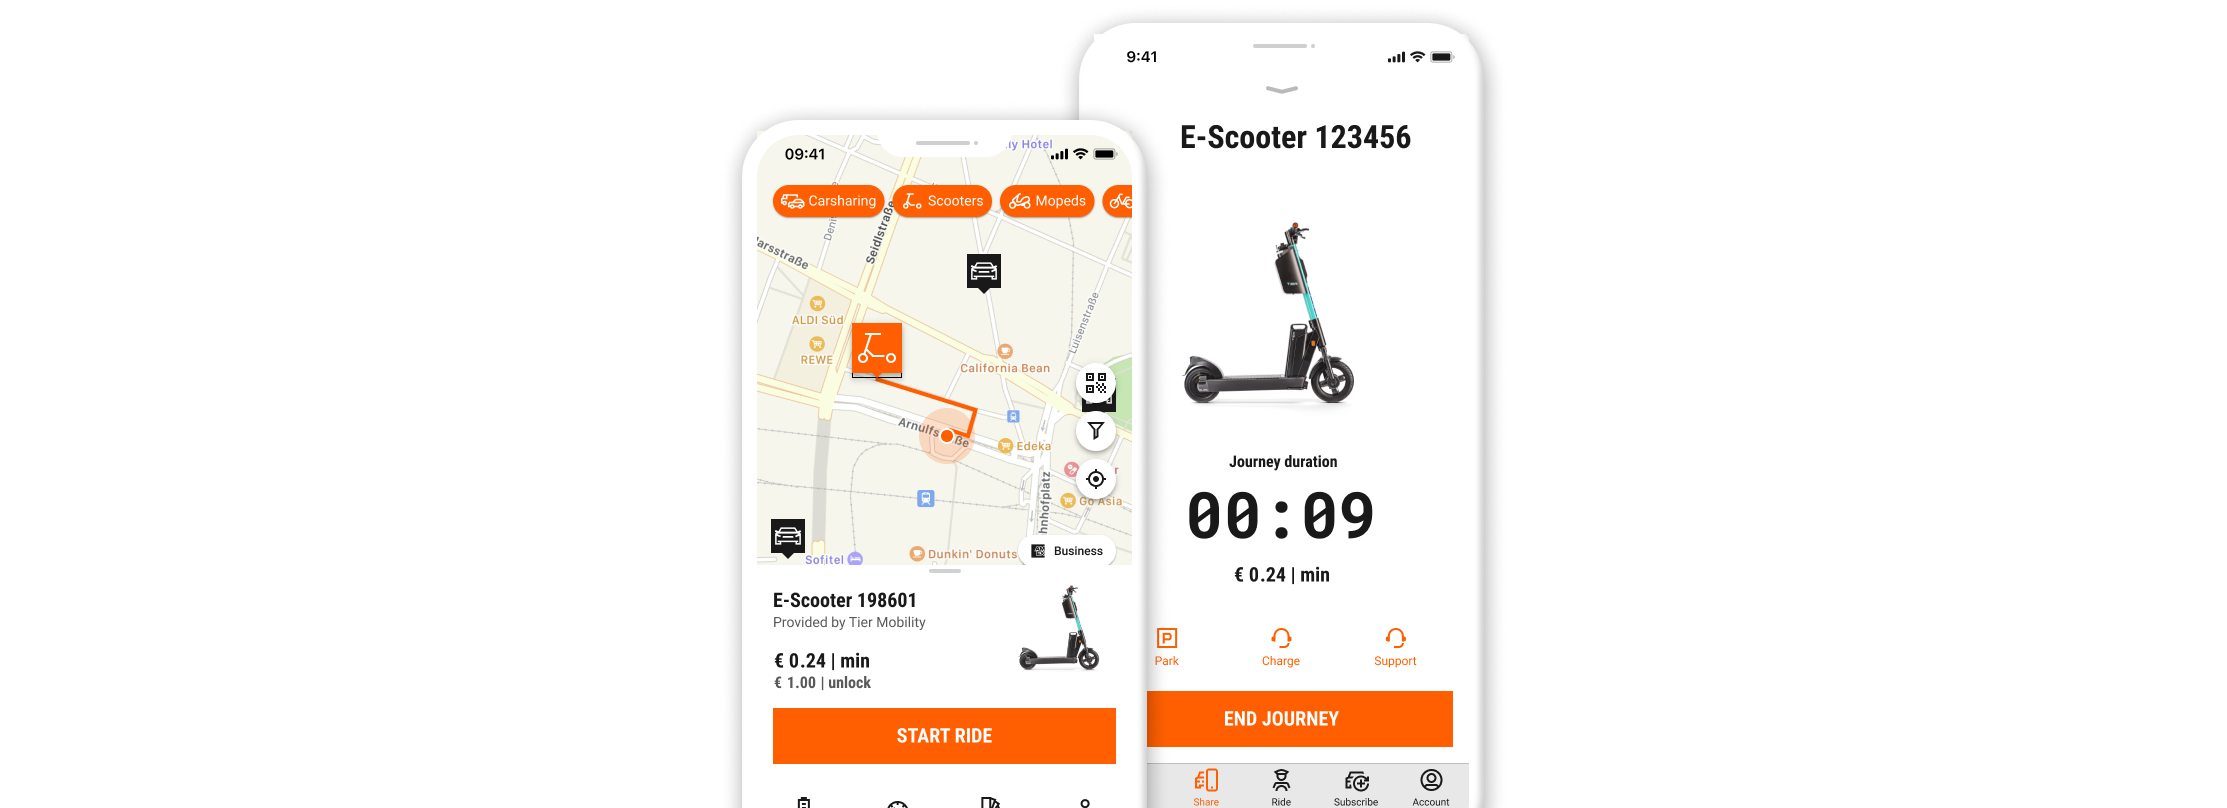 09:41
ly Hotel
Carsharing
Scooters
Mopeds
Seidlstraße
arsstraße
Luisenstraße
ALDI Süd
REWE
California Bean
Edeka
Go Asia
hnhofplatz
Sofitel
Dunkin' Donuts
Business
E-Scooter 198601
Provided by Tier Mobility
€ 0.24 | min
€ 1.00 | unlock
START RIDE
9:41
E-Scooter 123456
Journey duration
00:09
€ 0.24 | min
Park
Charge
Support
END JOURNEY
Share
Ride
Subscribe
Account